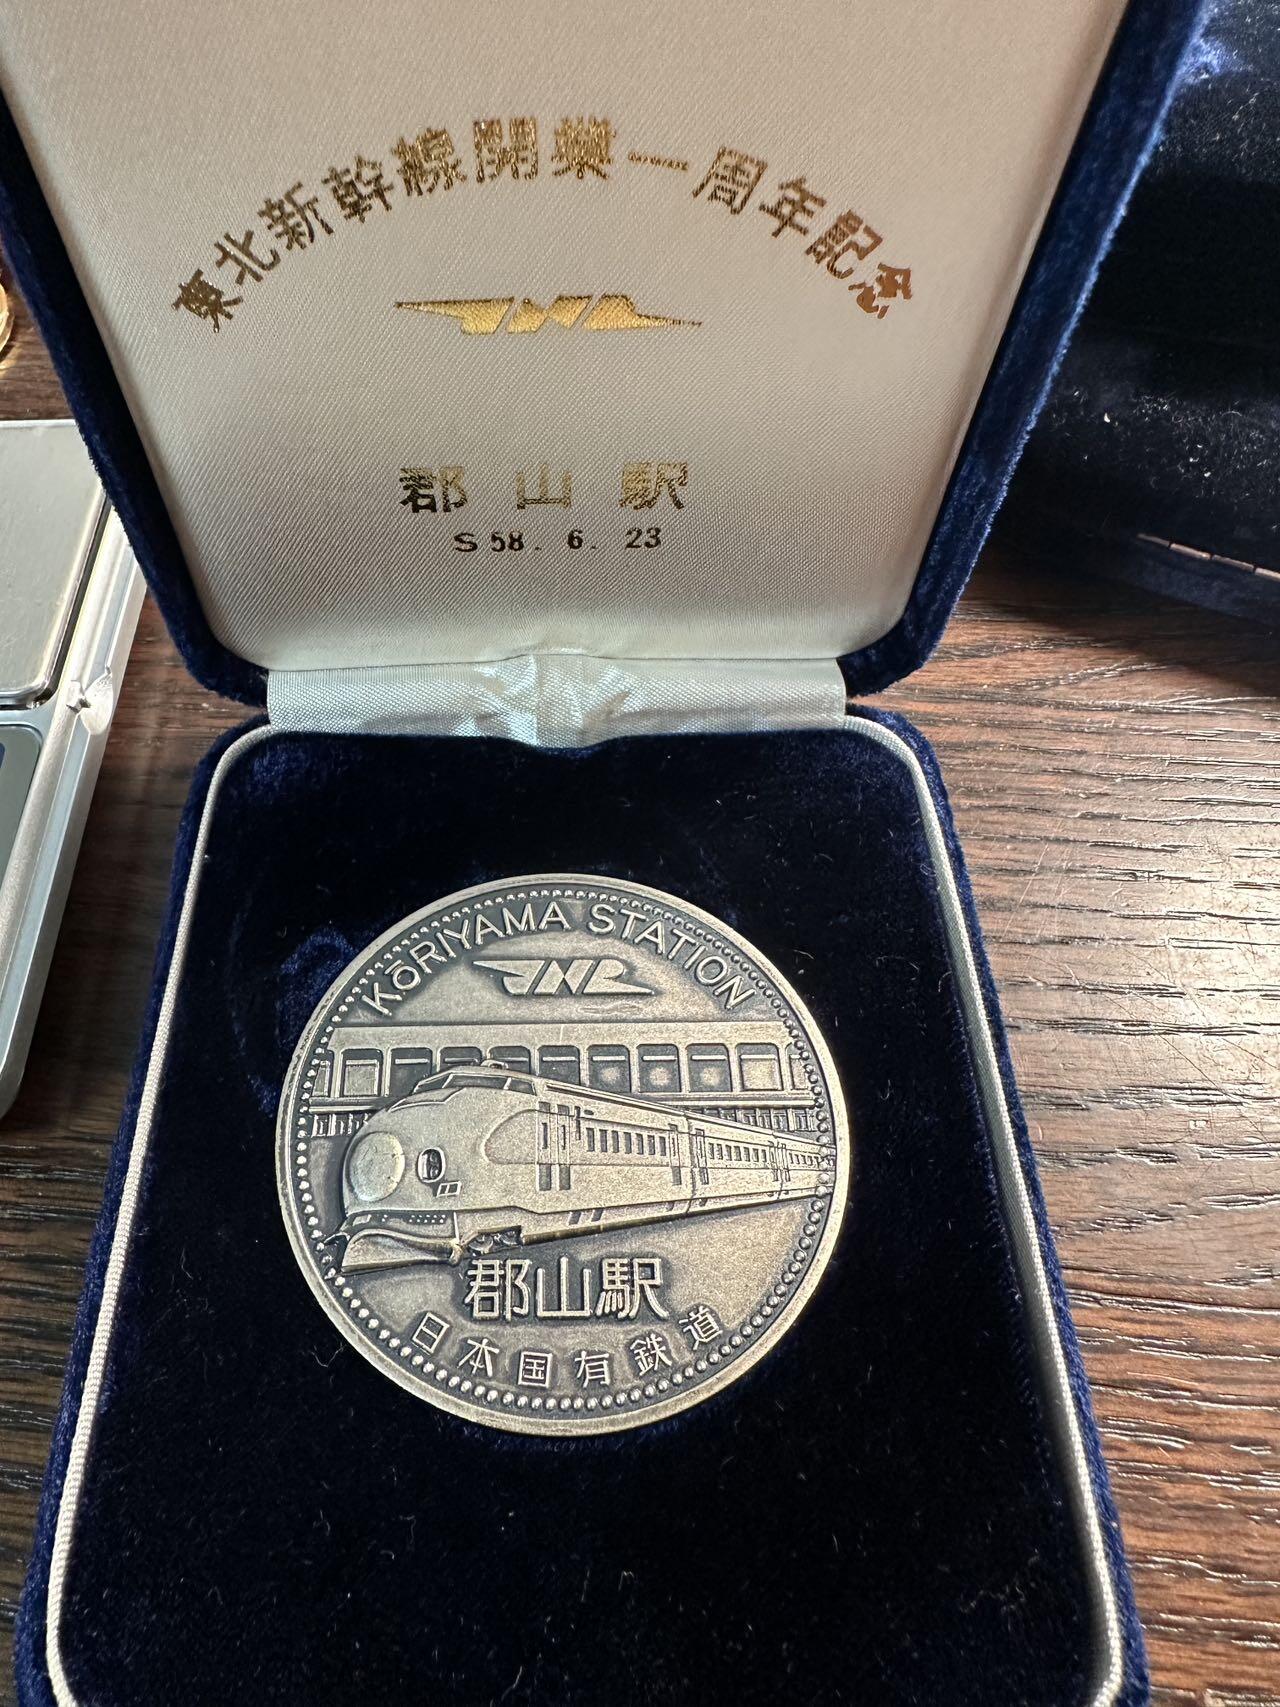 東北新幹線開業一周年記念
JNR
郡山駅
S 58. 6. 23
KōRIYAMA STATION
JNR
郡山駅
日本国有鉄道